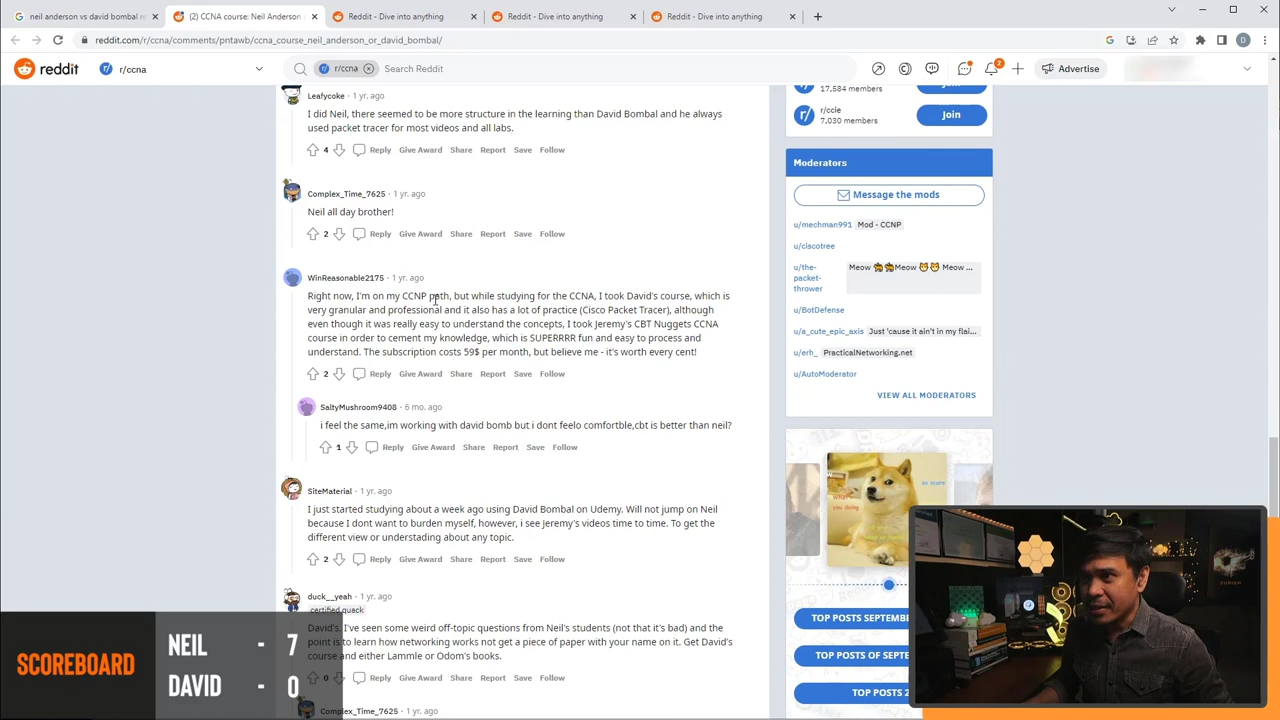 neil anderson vs david bombal re
(2) CCNA course: Neil Anderson
Reddit - Dive into anything
Reddit - Dive into anything
Reddit - Dive into anything
reddit.com/r/ccna/comments/pntawb/ccna_course_neil_anderson_or_david_bombal/
reddit
r/ccna
r/ccna
Search Reddit
2
Advertise
Leafycoke · 1 yr. ago
I did Neil, there seemed to be more structure in the learning than David Bombal and he always
used packet tracer for most videos and all labs.
4 Reply Give Award Share Report Save Follow
Complex_Time_7625 · 1 yr. ago
Neil all day brother!
2 Reply Give Award Share Report Save Follow
WinReasonable2175 · 1 yr. ago
Right now, I'm on my CCNP path, but while studying for the CCNA, I took David's course, which is
very granular and professional and it also has a lot of practice (Cisco Packet Tracer), although
even though it was really easy to understand the concepts, I took Jeremy's CBT Nuggets CCNA
course in order to cement my knowledge, which is SUPERRRR fun and easy to process and
understand. The subscription costs 59$ per month, but believe me - it's worth every cent!
2 Reply Give Award Share Report Save Follow
SaltyMushroom9408 · 6 mo. ago
i feel the same,im working with david bomb but i dont feelo comfortble,cbt is better than neil?
1 Reply Give Award Share Report Save Follow
SiteMaterial · 1 yr. ago
I just started studying about a week ago using David Bombal on Udemy. Will not jump on Neil
because I dont want to burden myself, however, i see Jeremy's videos time to time. To get the
different view or understading about any topic.
2 Reply Give Award Share Report Save Follow
duck__yeah · 1 yr. ago
certified quack
David's. I've seen some weird off-topic questions from Neil's students (not that it's bad) and the
point is to learn how networking works not get a piece of paper with your name on it. Get David's
course and either Lammle or Odom's books.
0 Reply Give Award Share Report Save Follow
Complex_Time_7625 · 1 yr. ago
17,584 members
Join
r/ccie
7,030 members
Join
Moderators
Message the mods
u/mechman991 Mod - CCNP
u/ciscotree
u/the-
packet-
thrower
Meow 🐅🐅Meow 😺😺 Meow ...
u/BotDefense
u/a_cute_epic_axis Just 'cause it ain't in my flai...
u/erh_ PracticalNetworking.net
u/AutoModerator
VIEW ALL MODERATORS
TOP POSTS SEPTEMBE
TOP POSTS OF SEPTE
TOP POSTS 2
SCOREBOARD
NEIL - 7
DAVID - 0